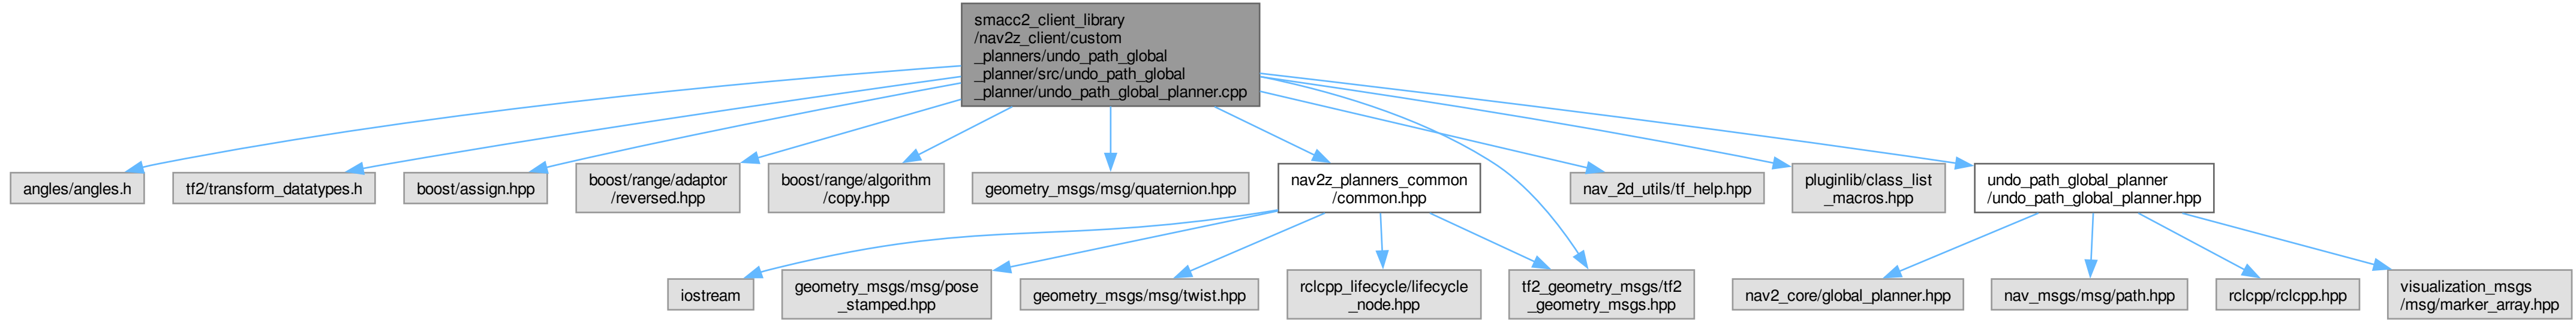 smacc2_client_library
/nav2z_client/custom
_planners/undo_path_global
_planner/src/undo_path_global
_planner/undo_path_global_planner.cpp
angles/angles.h
tf2/transform_datatypes.h
boost/assign.hpp
boost/range/adaptor
/reversed.hpp
boost/range/algorithm
/copy.hpp
geometry_msgs/msg/quaternion.hpp
nav2z_planners_common
/common.hpp
nav_2d_utils/tf_help.hpp
pluginlib/class_list
_macros.hpp
undo_path_global_planner
/undo_path_global_planner.hpp
iostream
geometry_msgs/msg/pose
_stamped.hpp
geometry_msgs/msg/twist.hpp
rclcpp_lifecycle/lifecycle
_node.hpp
tf2_geometry_msgs/tf2
_geometry_msgs.hpp
nav2_core/global_planner.hpp
nav_msgs/msg/path.hpp
rclcpp/rclcpp.hpp
visualization_msgs
/msg/marker_array.hpp